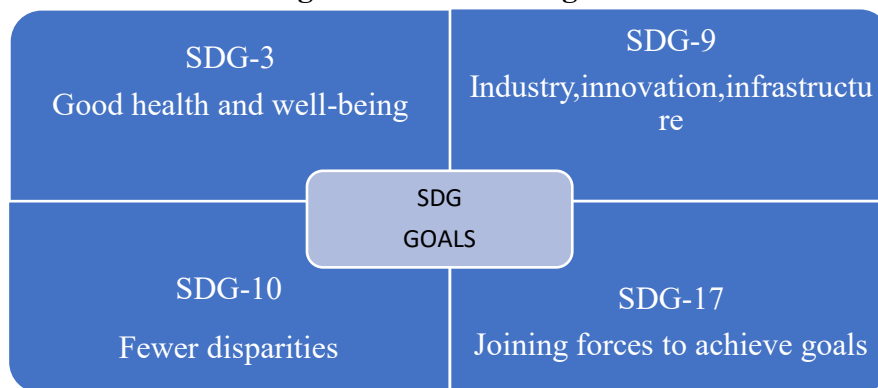 SDG-3
Good health and well-being
SDG-9
Industry,innovation,infrastructu
re
SDG
GOALS
SDG-10
Fewer disparities
SDG-17
Joining forces to achieve goals